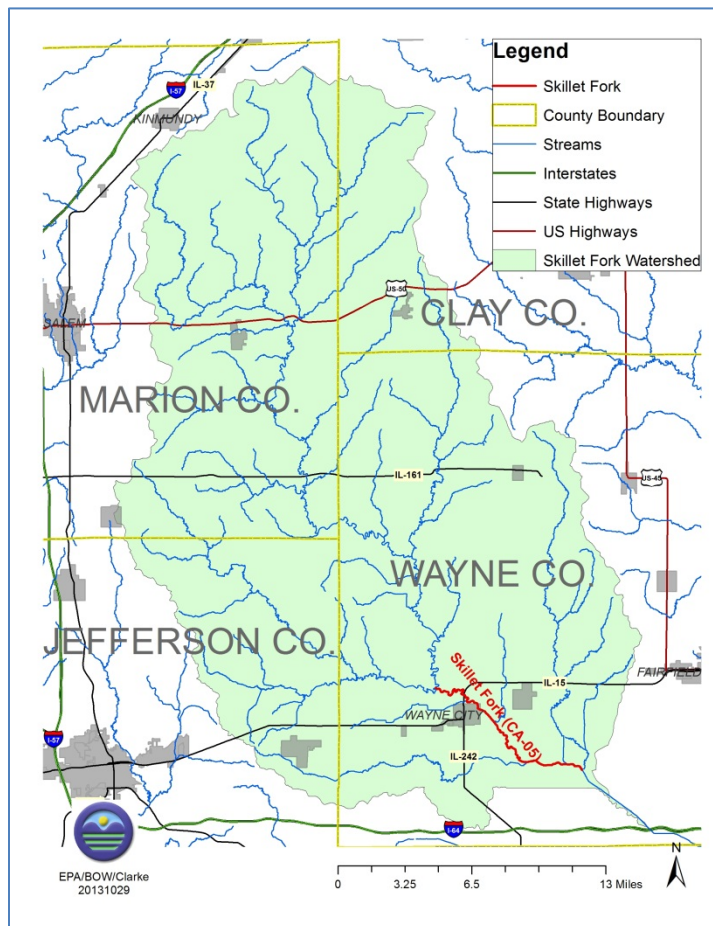 Legend
Skillet Fork
County Boundary
Streams
Interstates
State Highways
US Highways
Skillet Fork Watershed
I-57
IL-37
KINMUNDY
US-50
CLAY CO.
SALEM
MARION CO.
IL-161
US-45
WAYNE CO.
JEFFERSON CO.
Skillet Fork (CA-05)
IL-15
FAIRFIELD
WAYNE CITY
I-57
IL-242
I-64
EPA/BOW/Clarke
20131029
0 3.25 6.5 13 Miles
N